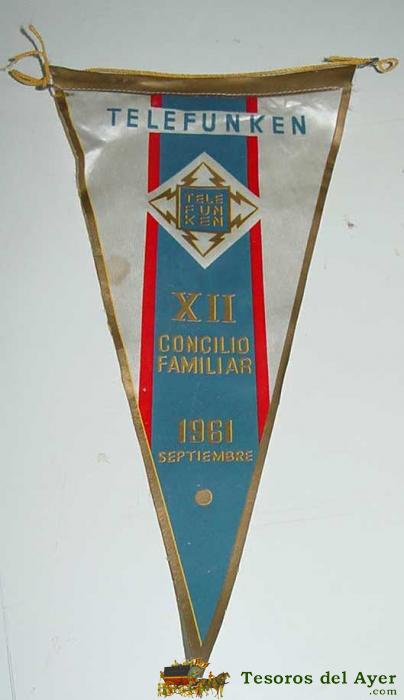 TELEFUNKEN
TELE
FUN
KEN
XII
CONCILIO
FAMILIAR
1961
SEPTIEMBRE
Tesoros del Ayer
.com